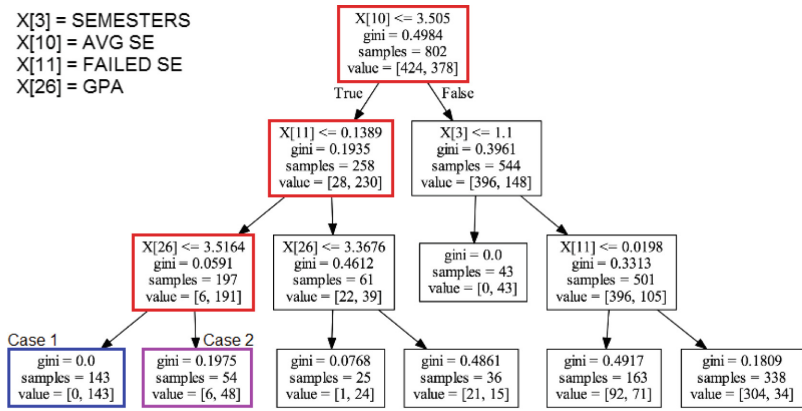 X[3] = SEMESTERS
X[10] = AVG SE
X[11] = FAILED SE
X[26] = GPA
X[10] <= 3.505
gini = 0.4984
samples = 802
value = [424, 378]
True
False
X[11] <= 0.1389
gini = 0.1935
samples = 258
value = [28, 230]
X[3] <= 1.1
gini = 0.3961
samples = 544
value = [396, 148]
X[26] <= 3.5164
gini = 0.0591
samples = 197
value = [6, 191]
X[26] <= 3.3676
gini = 0.4612
samples = 61
value = [22, 39]
gini = 0.0
samples = 43
value = [0, 43]
X[11] <= 0.0198
gini = 0.3313
samples = 501
value = [396, 105]
Case 1
gini = 0.0
samples = 143
value = [0, 143]
Case 2
gini = 0.1975
samples = 54
value = [6, 48]
gini = 0.0768
samples = 25
value = [1, 24]
gini = 0.4861
samples = 36
value = [21, 15]
gini = 0.4917
samples = 163
value = [92, 71]
gini = 0.1809
samples = 338
value = [304, 34]